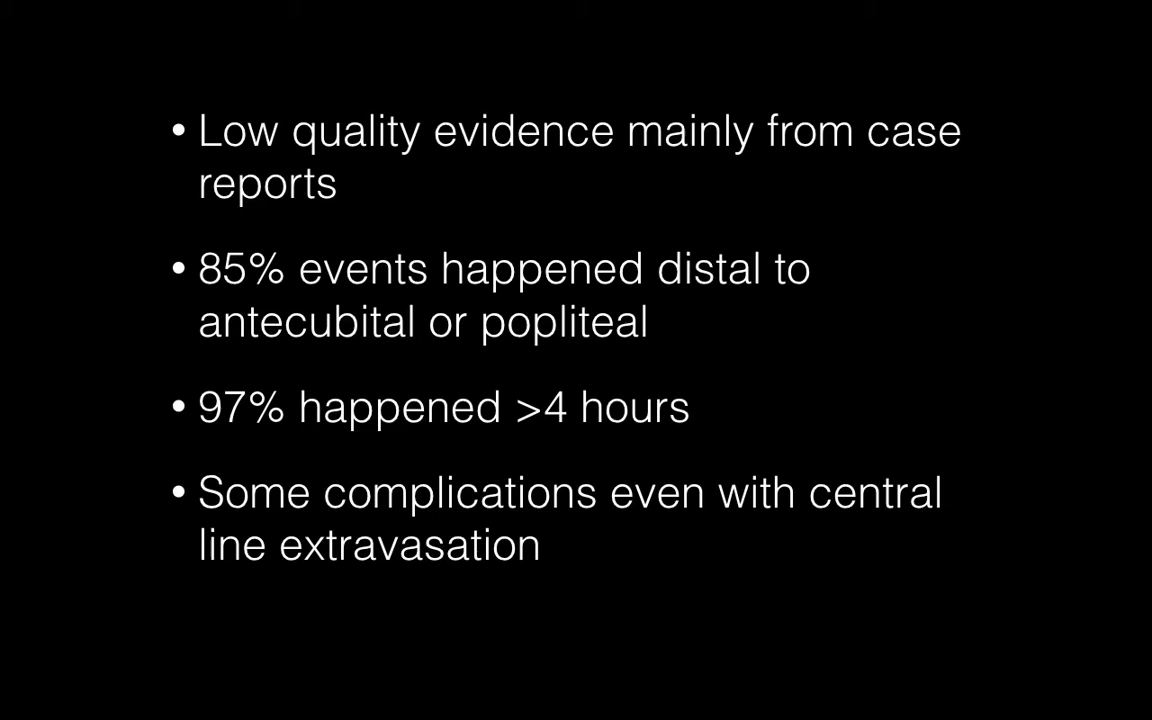 • Low quality evidence mainly from case
reports
• 85% events happened distal to
antecubital or popliteal
• 97% happened >4 hours
• Some complications even with central
line extravasation